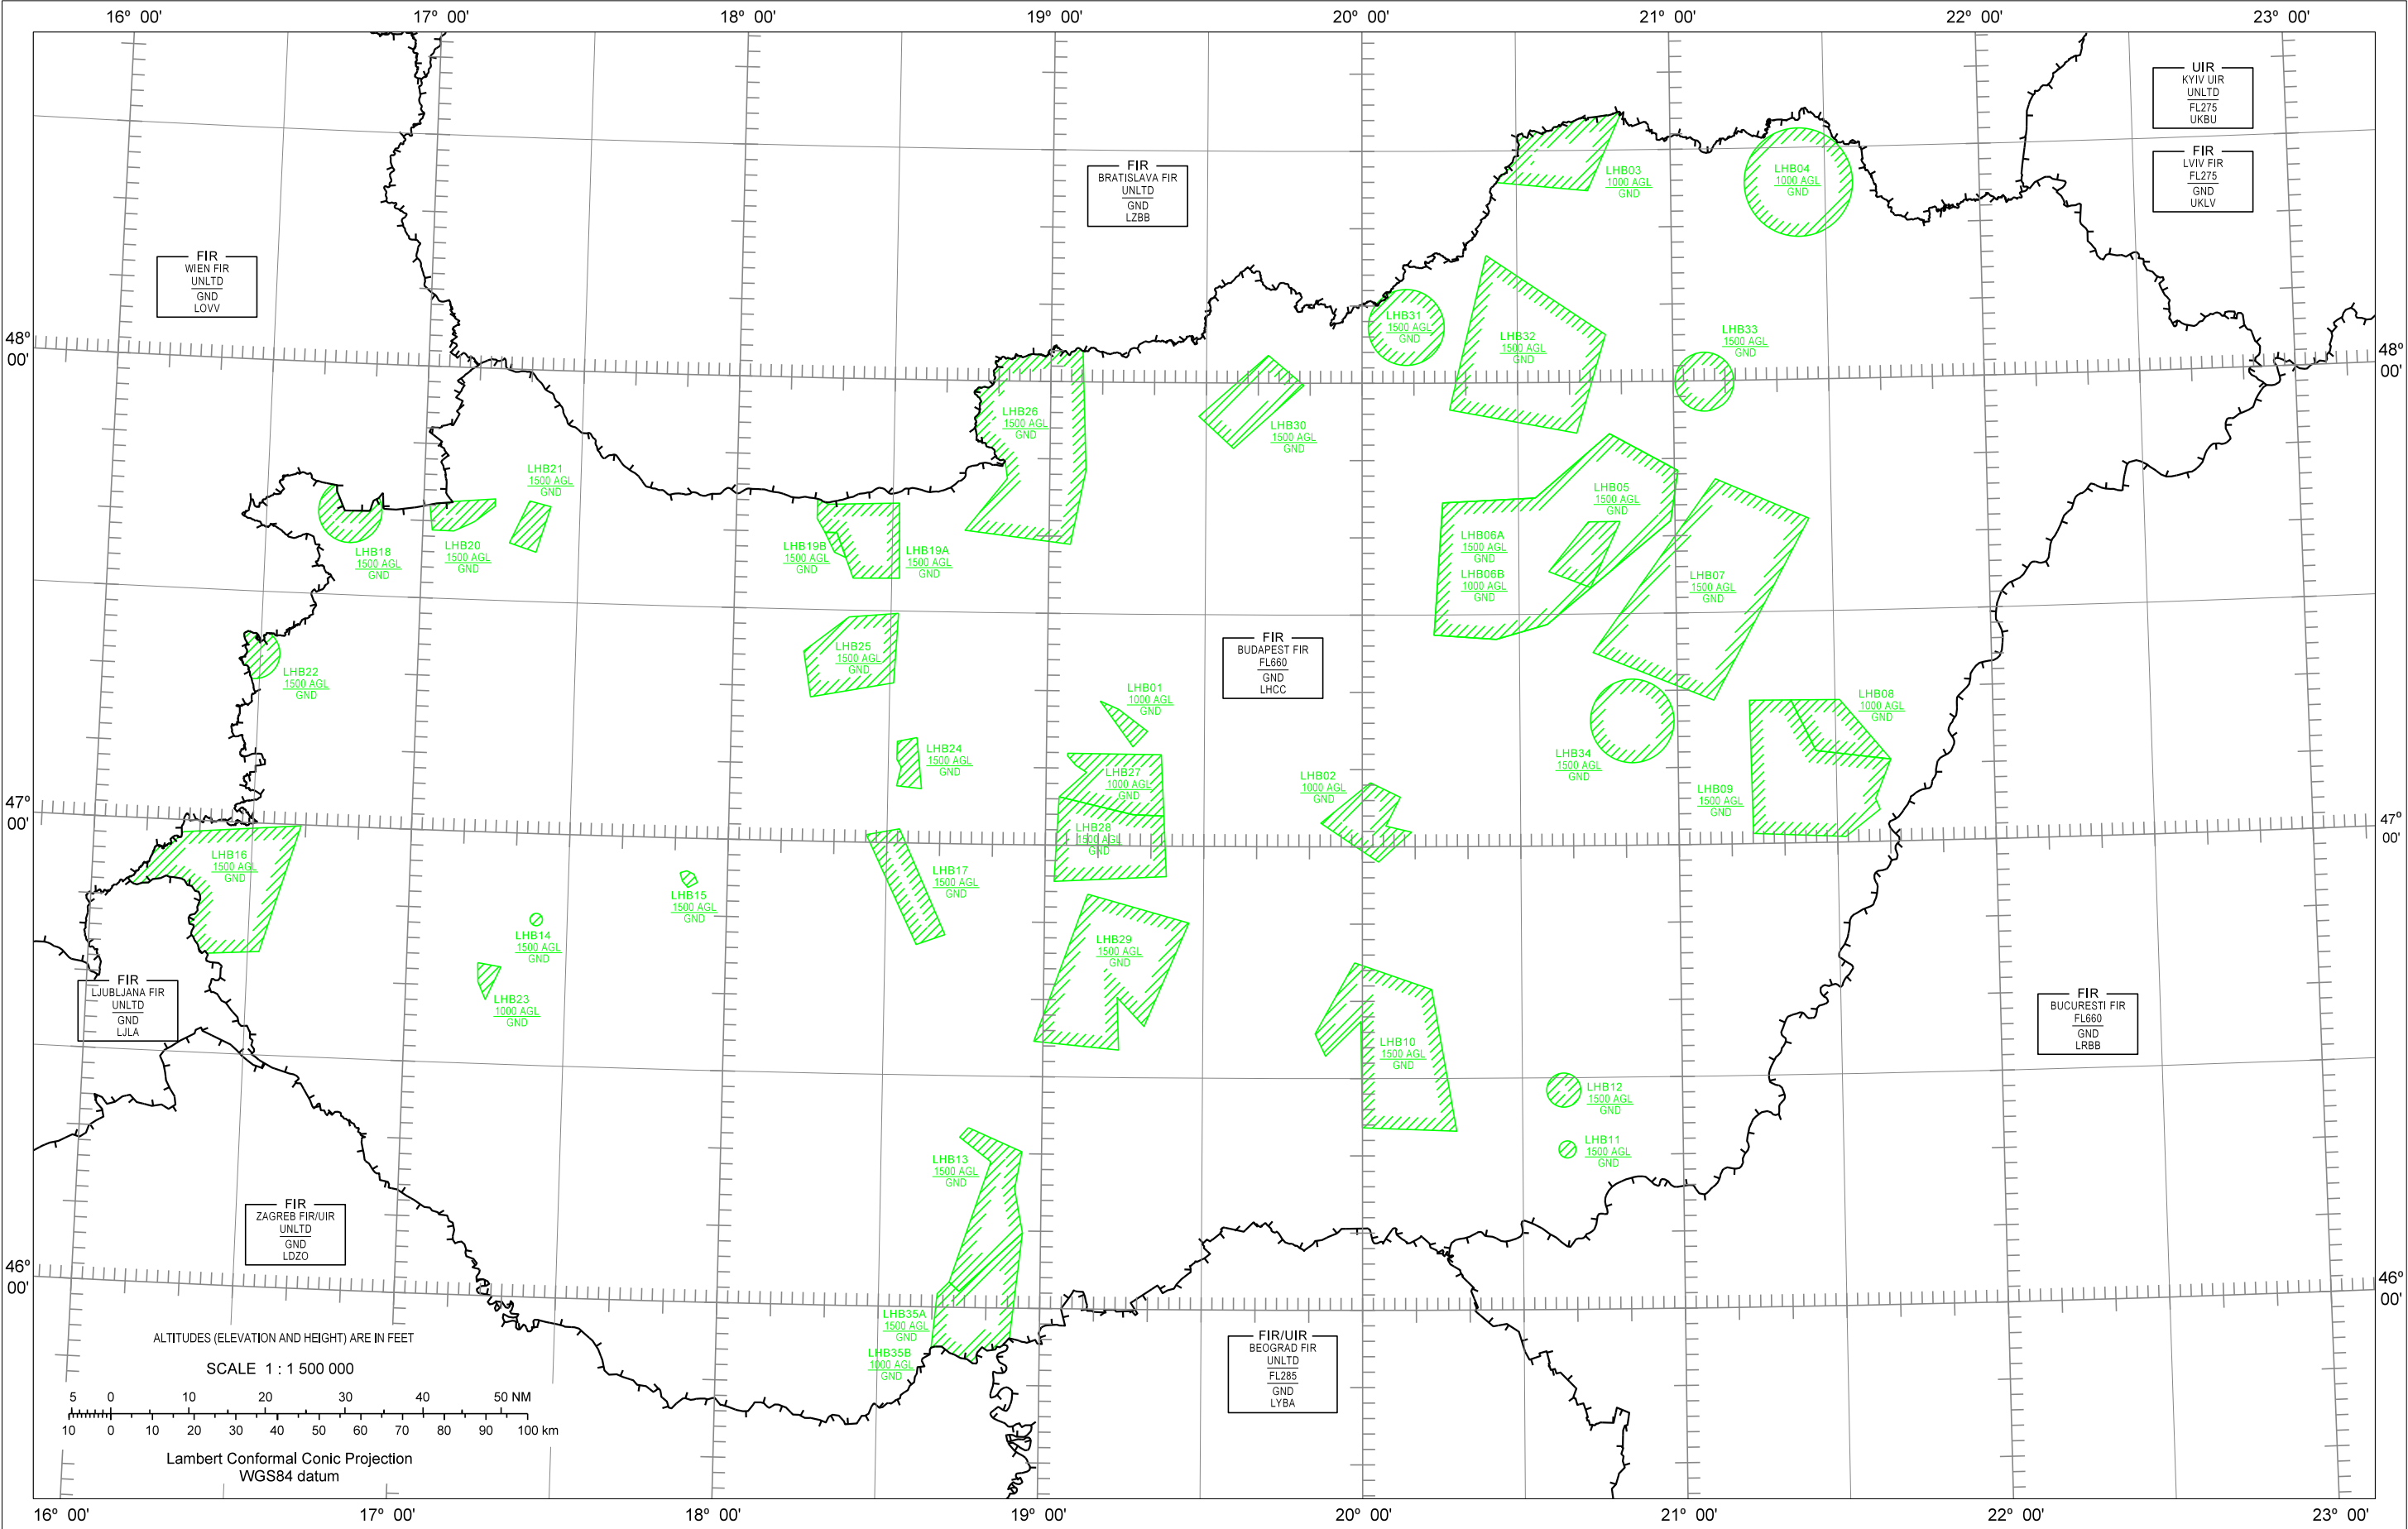 16° 00' 17° 00' 18° 00' 19° 00' 20° 00' 21° 00' 22° 00' 23° 00'
UIR
KYIV UIR
UNLTD
FL275
UKBU
FIR
LVIV FIR
FL275
GND
UKLV
FIR
BRATISLAVA FIR
UNLTD
GND
LZBB
LHB03
1000 AGL
GND
LHB04
1000 AGL
GND
FIR
WIEN FIR
UNLTD
GND
LOVV
LHB31
1500 AGL
GND
LHB32
1500 AGL
GND
LHB33
1500 AGL
GND
48°
00'
48°
00'
LHB26
1500 AGL
GND
LHB30
1500 AGL
GND
LHB21
1500 AGL
GND
LHB05
1500 AGL
GND
LHB18
1500 AGL
GND
LHB20
1500 AGL
GND
LHB19B
1500 AGL
GND
LHB19A
1500 AGL
GND
LHB06A
1500 AGL
GND
LHB06B
1000 AGL
GND
LHB07
1500 AGL
GND
LHB22
1500 AGL
GND
LHB25
1500 AGL
GND
FIR
BUDAPEST FIR
FL660
GND
LHCC
LHB01
1000 AGL
GND
LHB08
1000 AGL
GND
LHB24
1500 AGL
GND
LHB27
1000 AGL
GND
LHB02
1000 AGL
GND
LHB34
1500 AGL
GND
LHB09
1500 AGL
GND
47°
00'
47°
00'
LHB28
1500 AGL
GND
LHB16
1500 AGL
GND
LHB17
1500 AGL
GND
LHB15
1500 AGL
GND
LHB14
1500 AGL
GND
LHB29
1500 AGL
GND
FIR
LJUBLJANA FIR
UNLTD
GND
LJLA
LHB23
1000 AGL
GND
FIR
BUCURESTI FIR
FL660
GND
LRBB
LHB10
1500 AGL
GND
LHB12
1500 AGL
GND
LHB11
1500 AGL
GND
LHB13
1500 AGL
GND
FIR
ZAGREB FIR/UIR
UNLTD
GND
LDZO
46°
00'
46°
00'
LHB35A
1500 AGL
GND
LHB35B
1000 AGL
GND
FIR/UIR
BEOGRAD FIR
UNLTD
FL285
GND
LYBA
ALTITUDES (ELEVATION AND HEIGHT) ARE IN FEET
SCALE 1 : 1 500 000
5 0 10 20 30 40 50 NM
10 0 10 20 30 40 50 60 70 80 90 100 km
Lambert Conformal Conic Projection
WGS84 datum
16° 00' 17° 00' 18° 00' 19° 00' 20° 00' 21° 00' 22° 00' 23° 00'